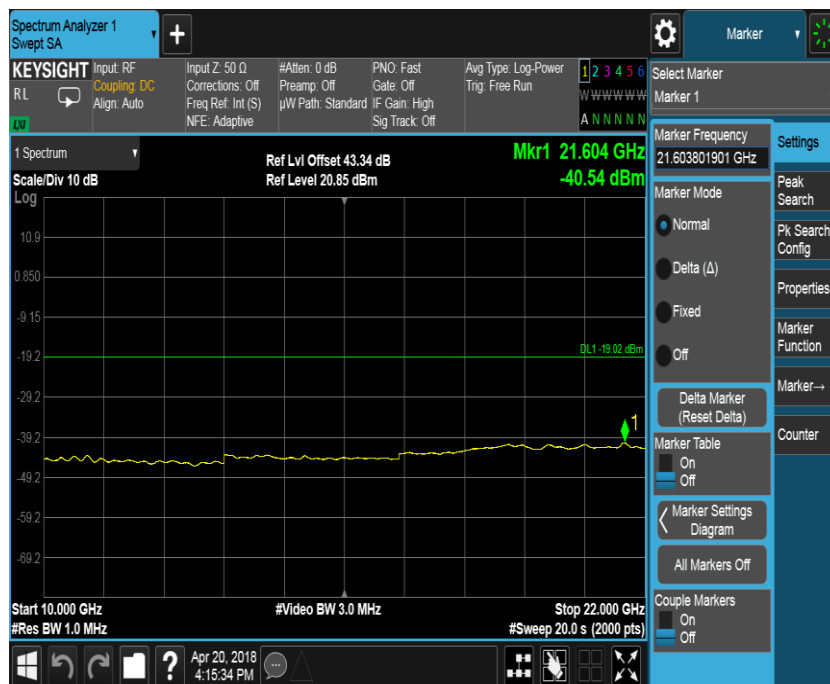 Spectrum Analyzer 1
Swept SA
Marker
KEYSIGHT
RL
LXI
Input: RF
Coupling: DC
Align: Auto
Input Z: 50 Ω
Corrections: Off
Freq Ref: Int (S)
NFE: Adaptive
#Atten: 0 dB
Preamp: Off
µW Path: Standard
PNO: Fast
Gate: Off
IF Gain: High
Sig Track: Off
Avg Type: Log-Power
Trig: Free Run
1 2 3 4 5 6
W W W W W W
A N N N N N
Select Marker
Marker 1
1 Spectrum
Scale/Div 10 dB
Log
Ref Lvl Offset 43.34 dB
Ref Level 20.85 dBm
Mkr1 21.604 GHz
-40.54 dBm
10.9
0.850
-9.15
-19.2
-29.2
-39.2
-49.2
-59.2
-69.2
DL1 -19.02 dBm
1
Start 10.000 GHz
#Res BW 1.0 MHz
#Video BW 3.0 MHz
Stop 22.000 GHz
#Sweep 20.0 s (2000 pts)
Marker Frequency
21.603801901 GHz
Marker Mode
Normal
Delta (Δ)
Fixed
Off
Delta Marker
(Reset Delta)
Marker Table
On
Off
Marker Settings
Diagram
All Markers Off
Couple Markers
On
Off
Settings
Peak
Search
Pk Search
Config
Properties
Marker
Function
Marker→
Counter
?
Apr 20, 2018
4:15:34 PM